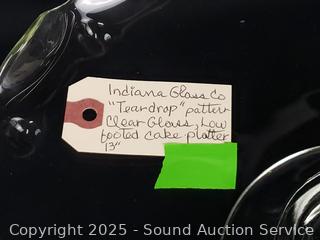 Indiana Glass Co
"Teardrop" pattern
Clear Glass, Low
footed cake platter
13"
Copyright 2025 - Sound Auction Service